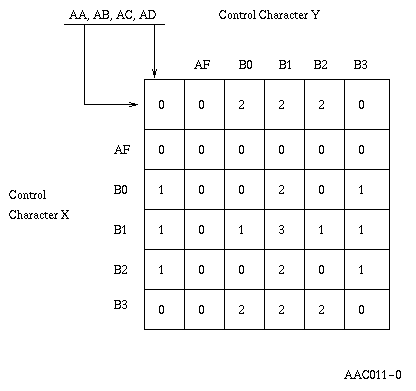 AA, AB, AC, AD Control Character Y
AF B0 B1 B2 B3
0 0 2 2 2 0
AF 0 0 0 0 0 0
B0 1 0 0 2 0 1
Control
Character X
B1 1 0 1 3 1 1
B2 1 0 0 2 0 1
B3 0 0 2 2 2 0
AAC011-0